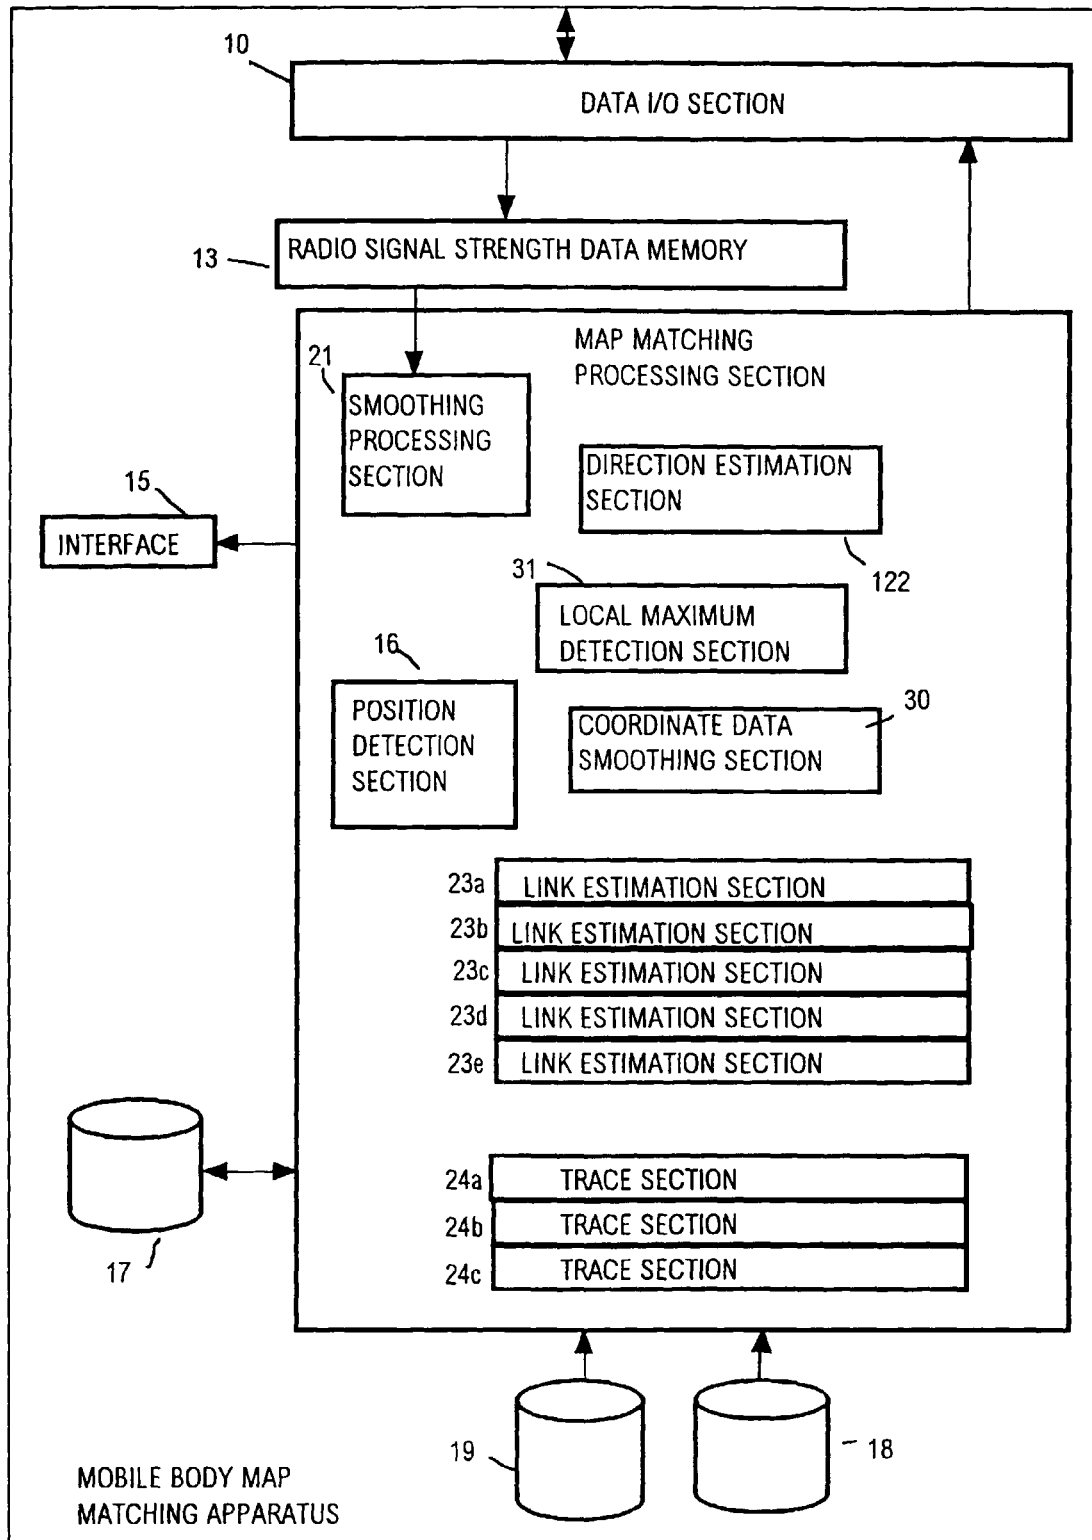 10
DATA I/O SECTION
RADIO SIGNAL STRENGTH DATA MEMORY
13
MAP MATCHING
PROCESSING SECTION
21
SMOOTHING
PROCESSING
SECTION
DIRECTION ESTIMATION
SECTION
122
15
INTERFACE
31
LOCAL MAXIMUM
DETECTION SECTION
16
POSITION
DETECTION
SECTION
30
COORDINATE DATA
SMOOTHING SECTION
23a LINK ESTIMATION SECTION
23b LINK ESTIMATION SECTION
23c LINK ESTIMATION SECTION
23d LINK ESTIMATION SECTION
23e LINK ESTIMATION SECTION
17
24a TRACE SECTION
24b TRACE SECTION
24c TRACE SECTION
19
18
MOBILE BODY MAP
MATCHING APPARATUS